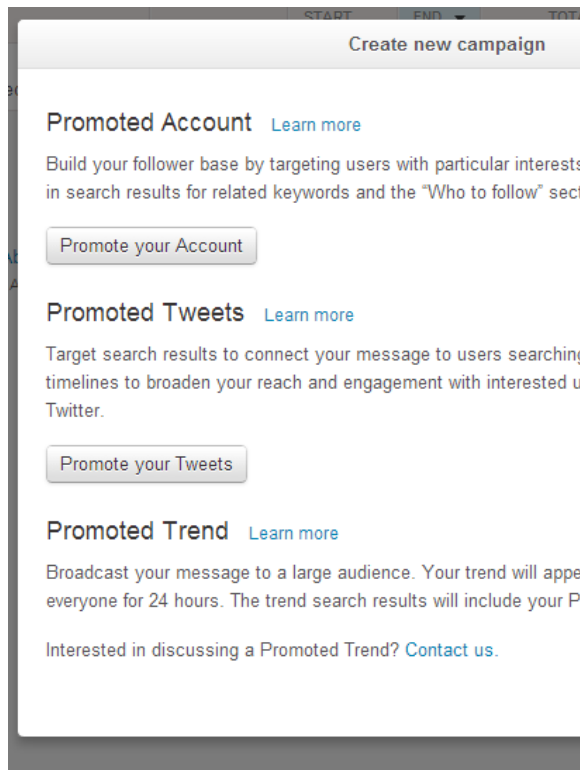 START END
Create new campaign
Promoted Account Learn more
Build your follower base by targeting users with particular interests
in search results for related keywords and the “Who to follow” sect
Promote your Account
Promoted Tweets Learn more
Target search results to connect your message to users searching
timelines to broaden your reach and engagement with interested u
Twitter.
Promote your Tweets
Promoted Trend Learn more
Broadcast your message to a large audience. Your trend will appe
everyone for 24 hours. The trend search results will include your P
Interested in discussing a Promoted Trend? Contact us.